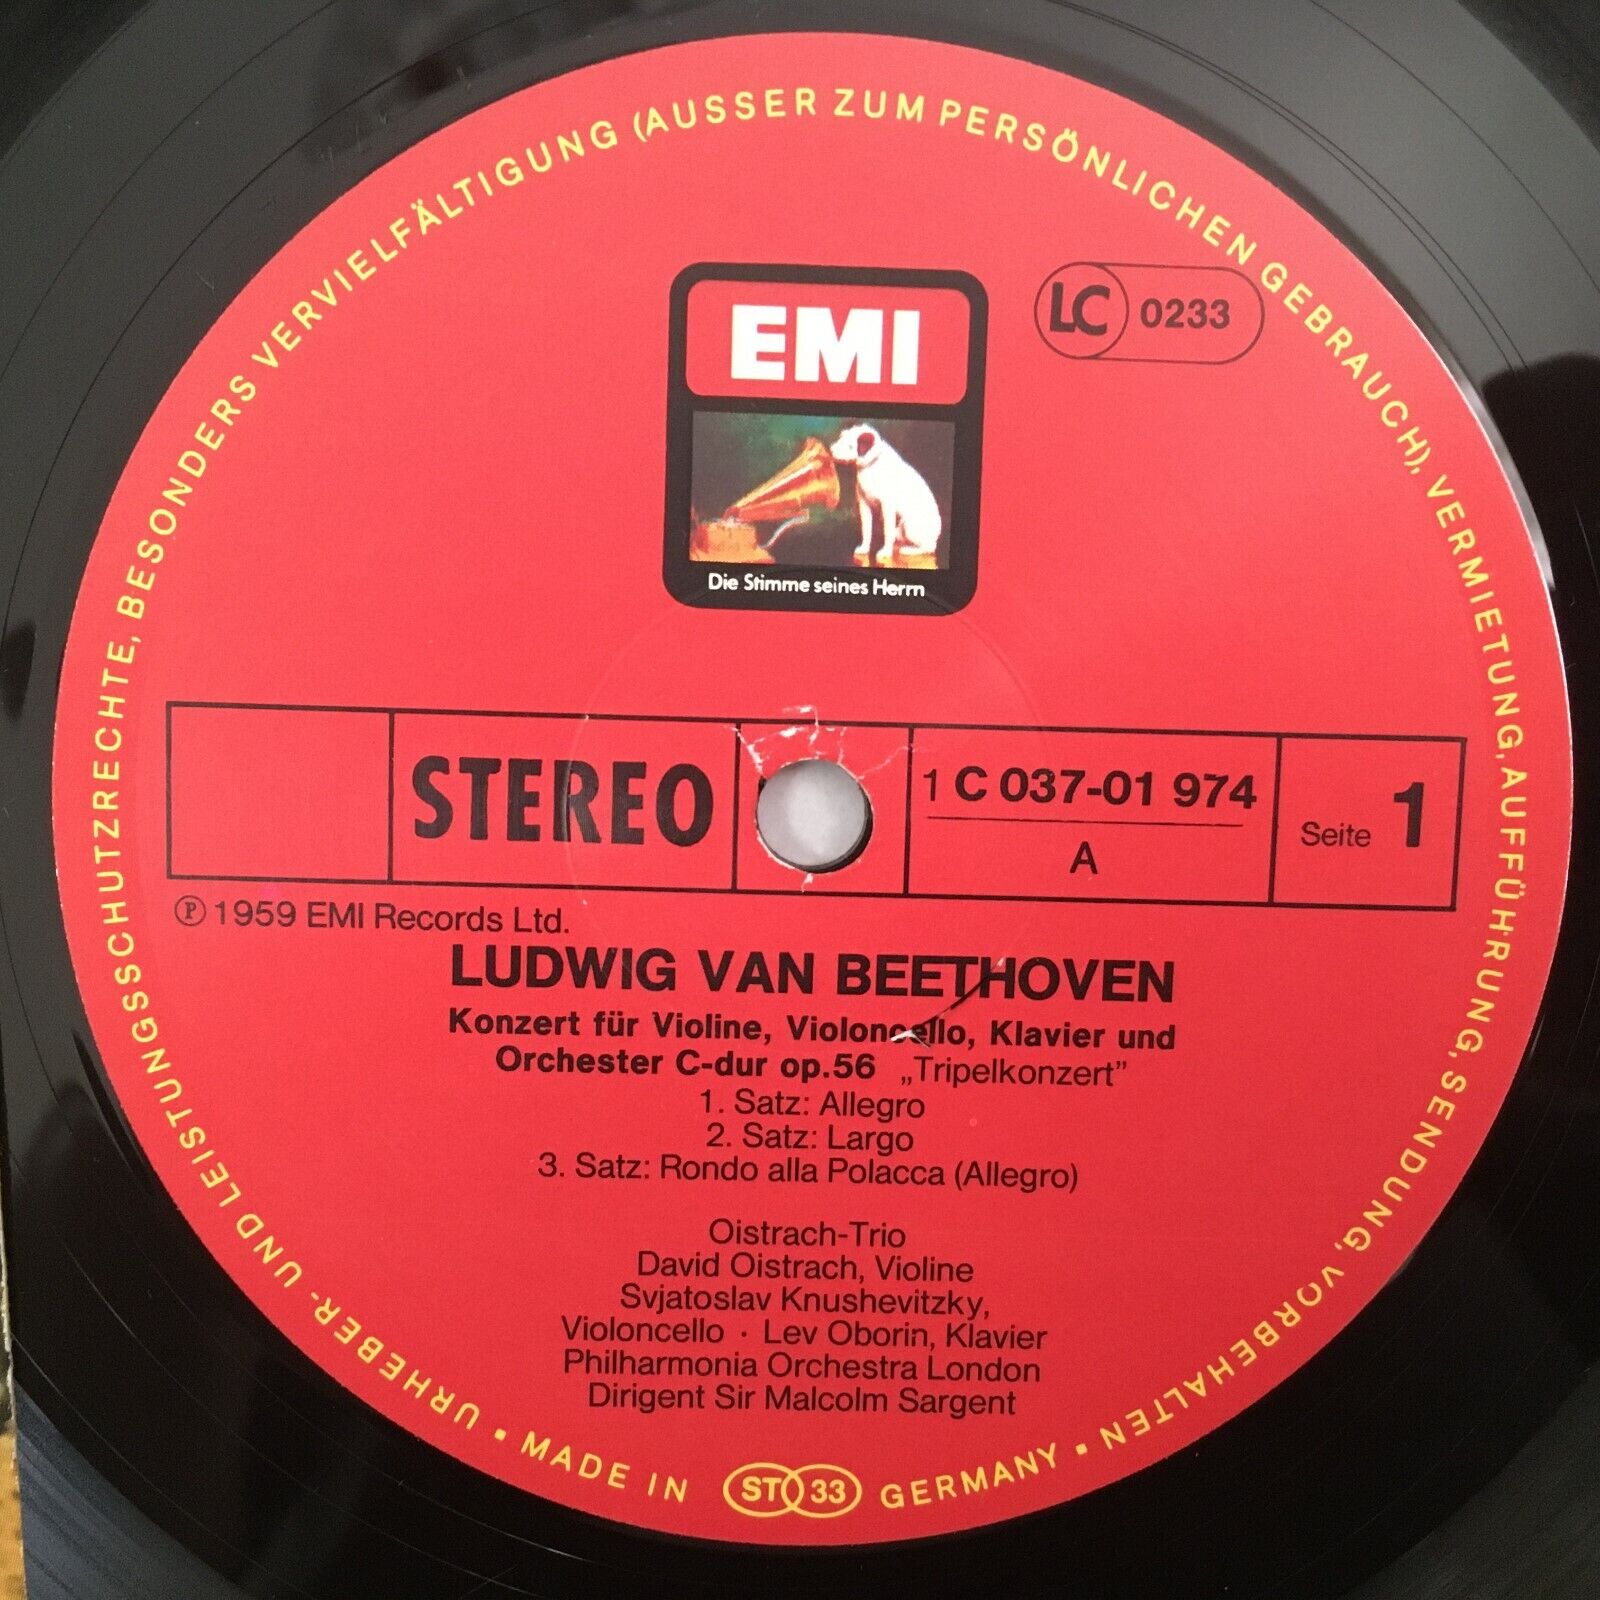 URHEBER- UND LEISTUNGSSCHUTZRECHTE, BESONDERS VERVIELFÄLTIGUNG (AUSSER ZUM PERSÖNLICHEN GEBRAUCH), VERMIETUNG, AUFFÜHRUNG, SENDUNG, VORBEHALTEN
EMI
LC 0233
Die Stimme seines Herrn
STEREO
1 C 037-01 974
A
Seite 1
Ⓟ 1959 EMI Records Ltd.
LUDWIG VAN BEETHOVEN
Konzert für Violine, Violoncello, Klavier und
Orchester C-dur op.56 „Tripelkonzert”
1. Satz: Allegro
2. Satz: Largo
3. Satz: Rondo alla Polacca (Allegro)
Oistrach-Trio
David Oistrach, Violine
Svjatoslav Knushevitzky,
Violoncello · Lev Oborin, Klavier
Philharmonia Orchestra London
Dirigent Sir Malcolm Sargent
▪ MADE IN ST 33 GERMANY ▪